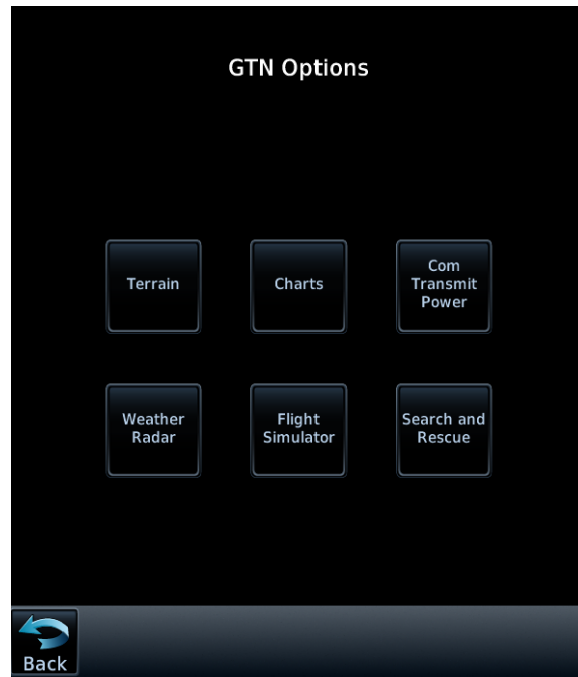 GTN Options
Terrain
Charts
Com
Transmit
Power
Weather
Radar
Flight
Simulator
Search and
Rescue
Back